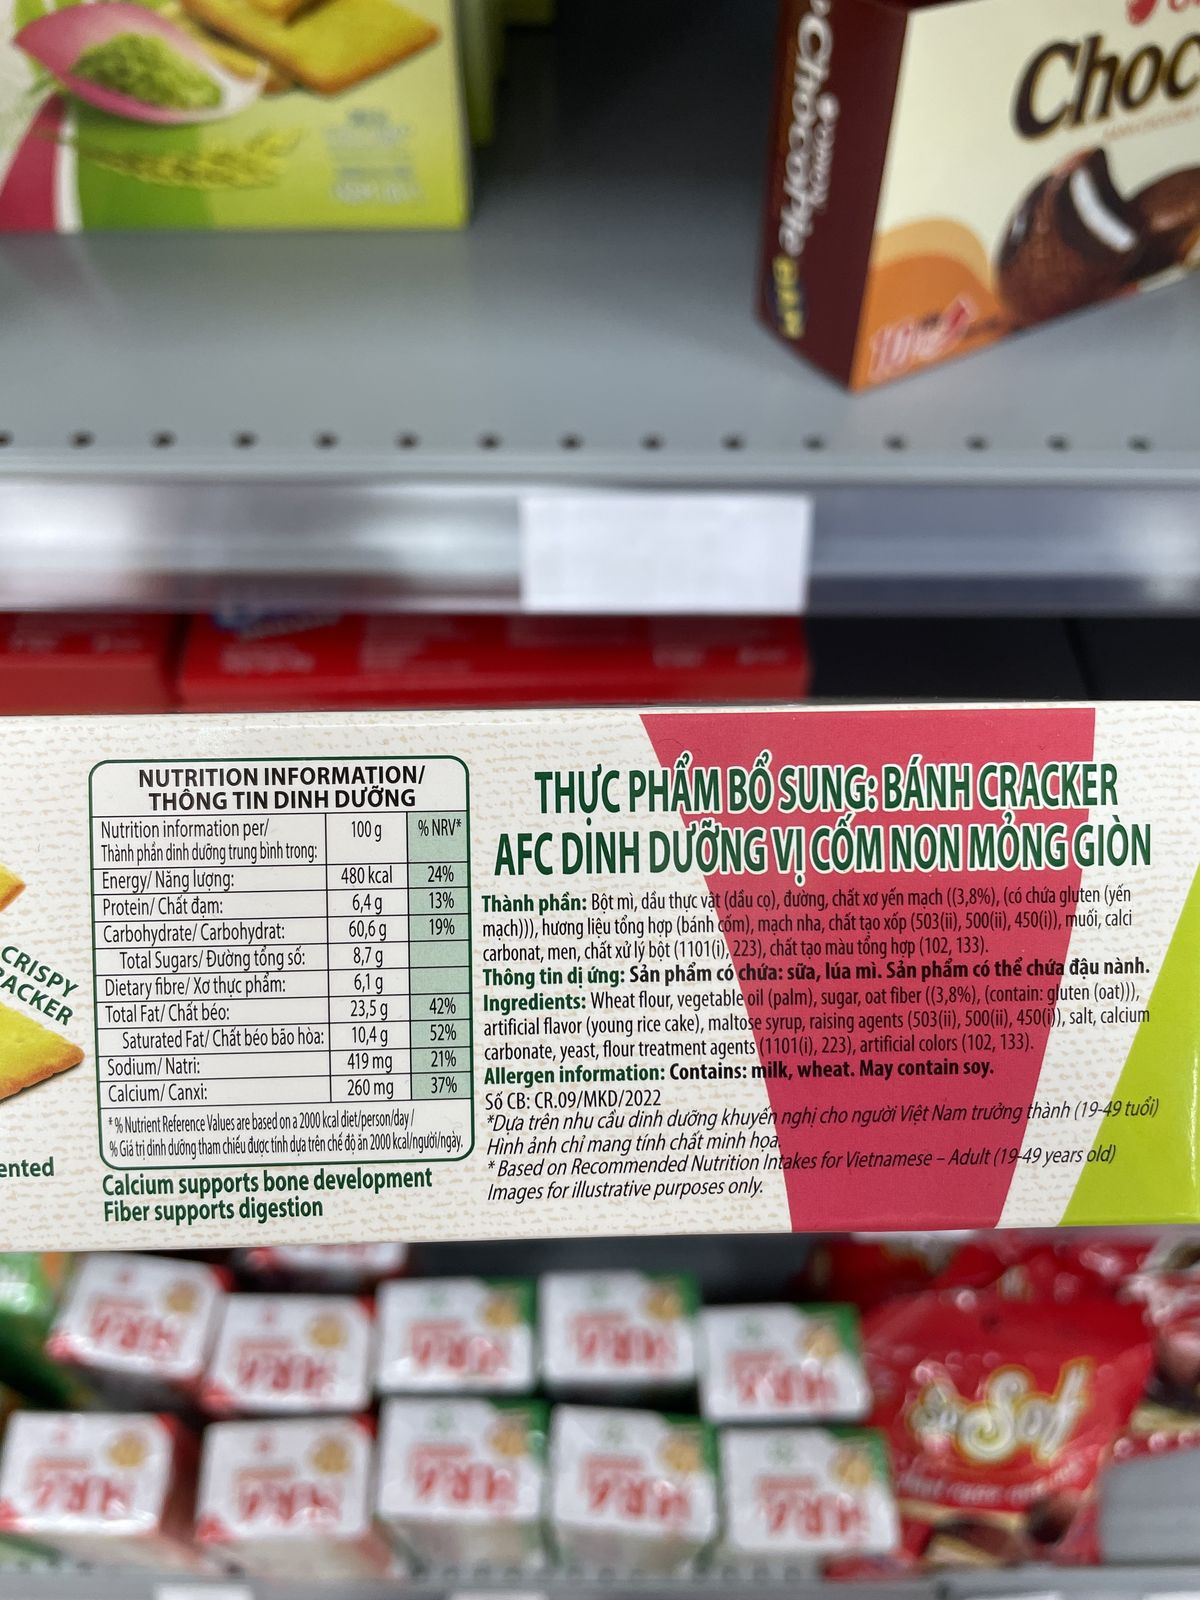 Choc
ChocoPie
CRISPY
CRACKER
NUTRITION INFORMATION/
THÔNG TIN DINH DƯỠNG
Nutrition information per/
Thành phần dinh dưỡng trung bình trong: 100 g % NRV*
Energy/ Năng lượng: 480 kcal 24%
Protein/ Chất đạm: 6,4 g 13%
Carbohydrate/ Carbohydrat: 60,6 g 19%
Total Sugars/ Đường tổng số: 8,7 g
Dietary fibre/ Xơ thực phẩm: 6,1 g
Total Fat/ Chất béo: 23,5 g 42%
Saturated Fat/ Chất béo bão hòa: 10,4 g 52%
Sodium/ Natri: 419 mg 21%
Calcium/ Canxi: 260 mg 37%
*% Nutrient Reference Values are based on a 2000 kcal diet/person/day/
% Giá trị dinh dưỡng tham chiếu được tính dựa trên chế độ ăn 2000 kcal/người/ngày.
Calcium supports bone development
Fiber supports digestion
ented
THỰC PHẨM BỔ SUNG: BÁNH CRACKER
AFC DINH DƯỠNG VỊ CỐM NON MỎNG GIÒN
Thành phần: Bột mì, dầu thực vật (dầu cọ), đường, chất xơ yến mạch ((3,8%), (có chứa gluten (yến
mạch))), hương liệu tổng hợp (bánh cốm), mạch nha, chất tạo xốp (503(ii), 500(ii), 450(i)), muối, calci
carbonat, men, chất xử lý bột (1101(i), 223), chất tạo màu tổng hợp (102, 133).
Thông tin dị ứng: Sản phẩm có chứa: sữa, lúa mì. Sản phẩm có thể chứa đậu nành.
Ingredients: Wheat flour, vegetable oil (palm), sugar, oat fiber ((3,8%), (contain: gluten (oat))),
artificial flavor (young rice cake), maltose syrup, raising agents (503(ii), 500(ii), 450(i)), salt, calcium
carbonate, yeast, flour treatment agents (1101(i), 223), artificial colors (102, 133).
Allergen information: Contains: milk, wheat. May contain soy.
Số CB: CR.09/MKD/2022
*Dựa trên nhu cầu dinh dưỡng khuyến nghị cho người Việt Nam trưởng thành (19-49 tuổi)
Hình ảnh chỉ mang tính chất minh họa.
* Based on Recommended Nutrition Intakes for Vietnamese – Adult (19-49 years old)
Images for illustrative purposes only.
Soft